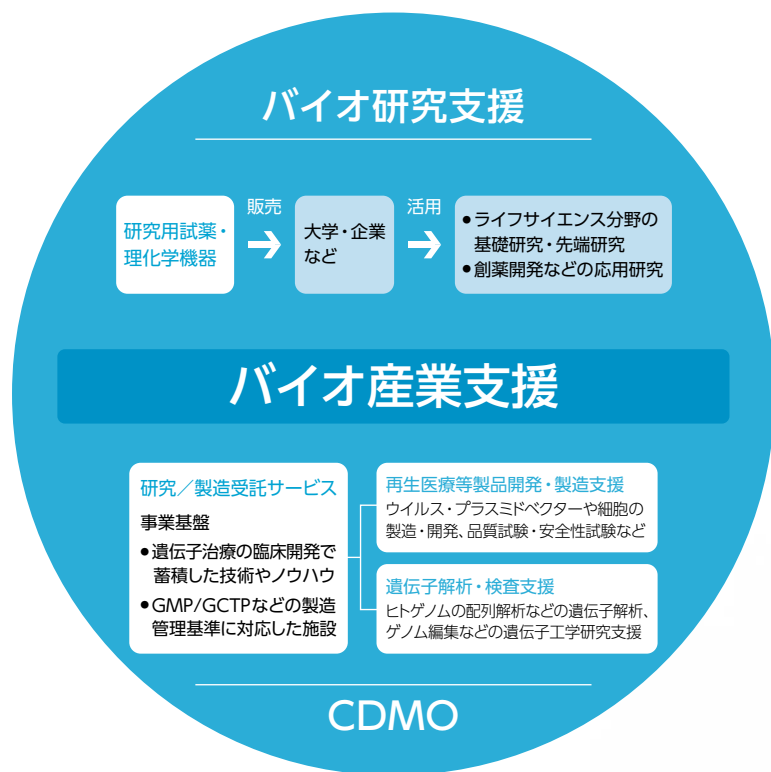 バイオ研究支援
研究用試薬・
理化学機器
販売
大学・企業
など
活用
●ライフサイエンス分野の
基礎研究・先端研究
●創薬開発などの応用研究
バイオ産業支援
研究／製造受託サービス
事業基盤
●遺伝子治療の臨床開発で
蓄積した技術やノウハウ
●GMP/GCTPなどの製造
管理基準に対応した施設
再生医療等製品開発・製造支援
ウイルス・プラスミドベクターや細胞の
製造・開発、品質試験・安全性試験など
遺伝子解析・検査支援
ヒトゲノムの配列解析などの遺伝子解析、
ゲノム編集などの遺伝子工学研究支援
CDMO